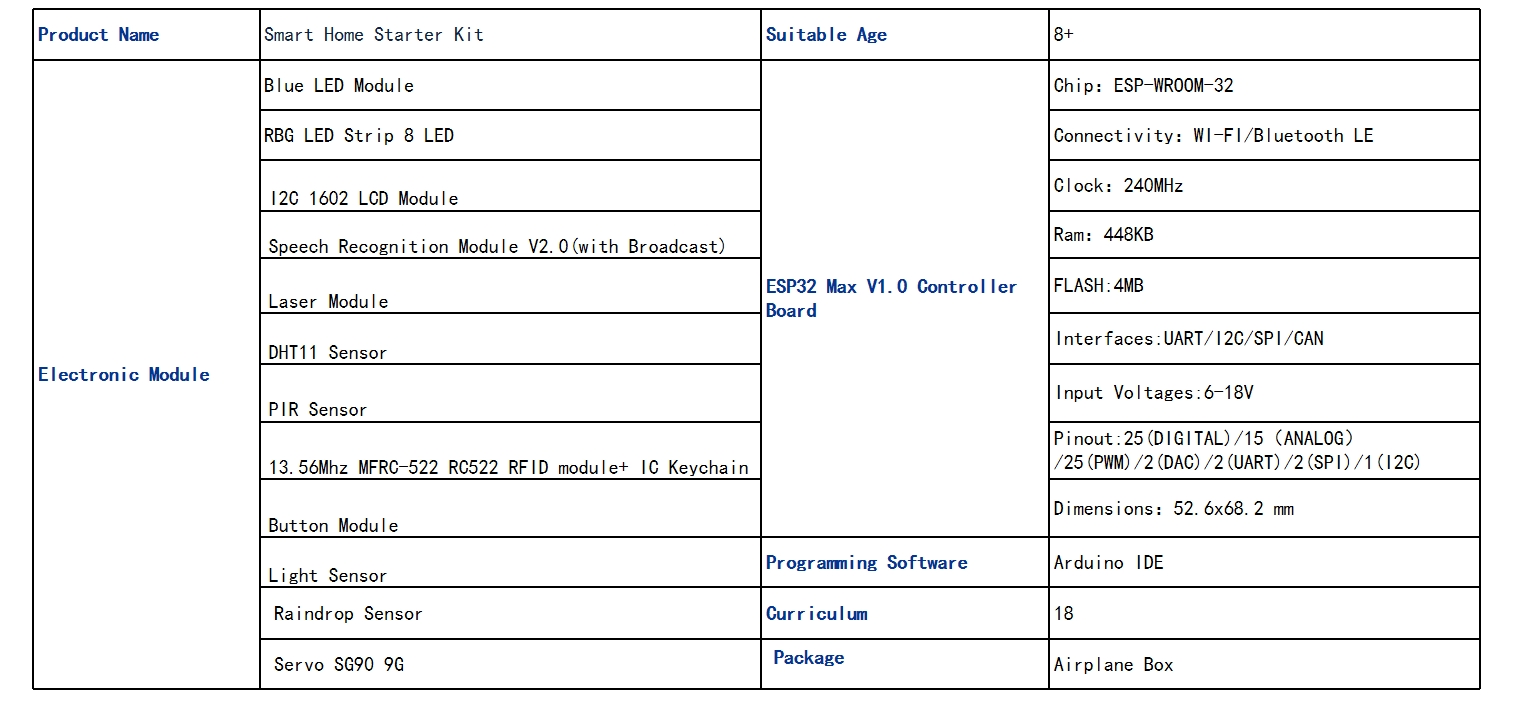 Product Name
Smart Home Starter Kit
Suitable Age
8+
Electronic Module
Blue LED Module
RBG LED Strip 8 LED
I2C 1602 LCD Module
Speech Recognition Module V2.0(with Broadcast)
Laser Module
DHT11 Sensor
PIR Sensor
13.56Mhz MFRC-522 RC522 RFID module+ IC Keychain
Button Module
Light Sensor
Raindrop Sensor
Servo SG90 9G
ESP32 Max V1.0 Controller
Board
Chip: ESP-WROOM-32
Connectivity: WI-FI/Bluetooth LE
Clock: 240MHz
Ram: 448KB
FLASH:4MB
Interfaces:UART/I2C/SPI/CAN
Input Voltages:6-18V
Pinout:25(DIGITAL)/15 (ANALOG)
/25(PWM)/2(DAC)/2(UART)/2(SPI)/1(I2C)
Dimensions: 52.6x68.2 mm
Programming Software
Arduino IDE
Curriculum
18
Package
Airplane Box